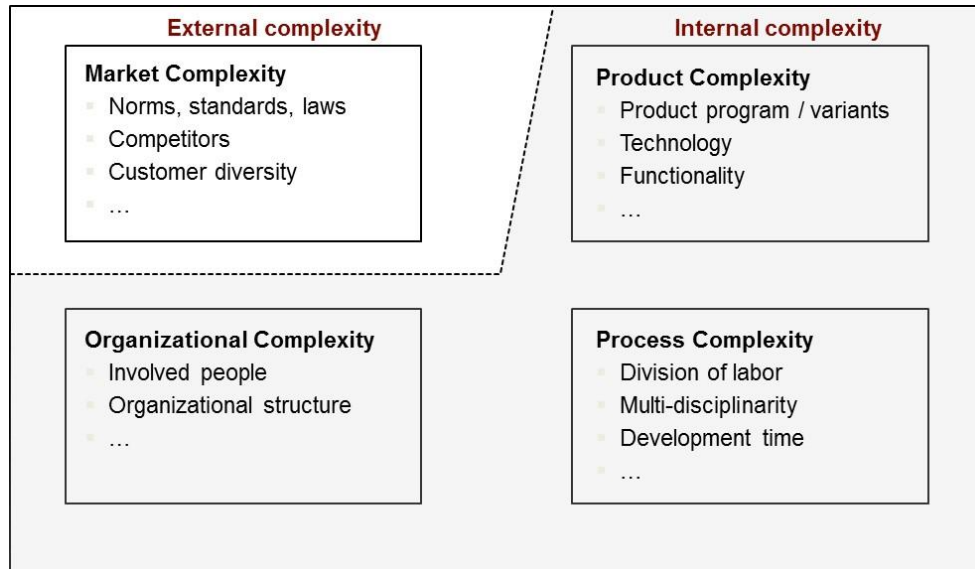 External complexity
Market Complexity
Norms, standards, laws
Competitors
Customer diversity
…
Internal complexity
Product Complexity
Product program / variants
Technology
Functionality
…
Organizational Complexity
Involved people
Organizational structure
…
Process Complexity
Division of labor
Multi-disciplinarity
Development time
…